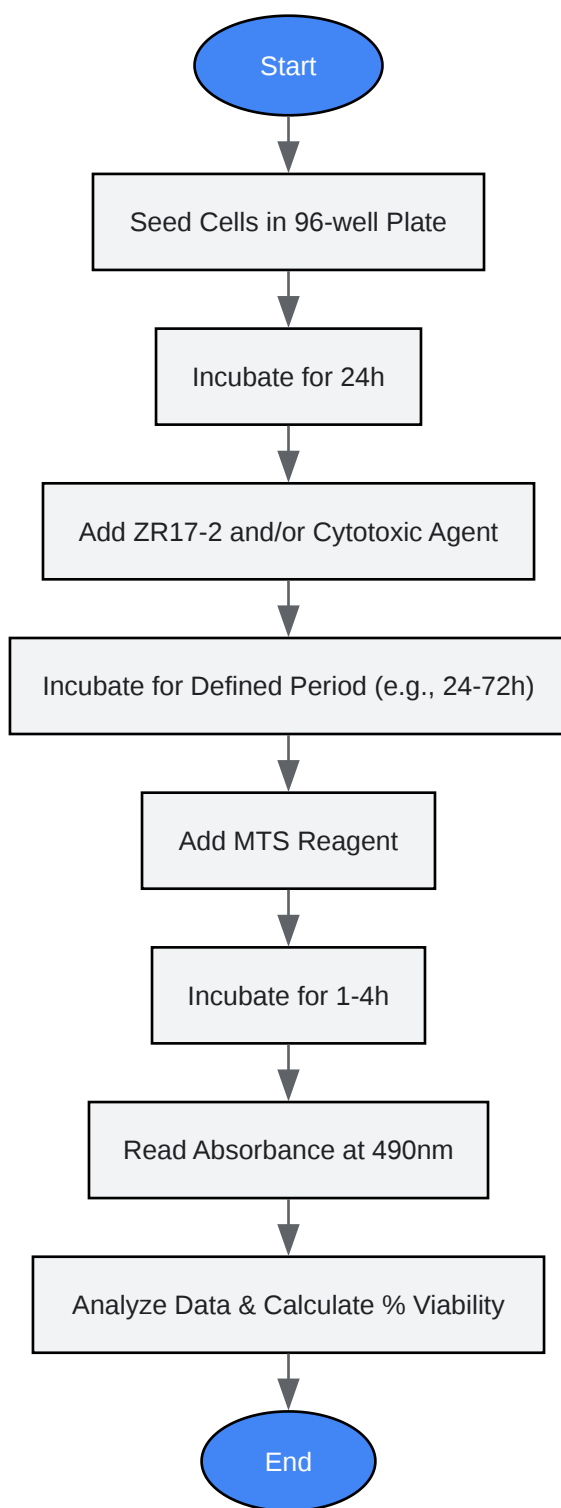 Start
Seed Cells in 96-well Plate
Incubate for 24h
Add ZR17-2 and/or Cytotoxic Agent
Incubate for Defined Period (e.g., 24-72h)
Add MTS Reagent
Incubate for 1-4h
Read Absorbance at 490nm
Analyze Data & Calculate % Viability
End